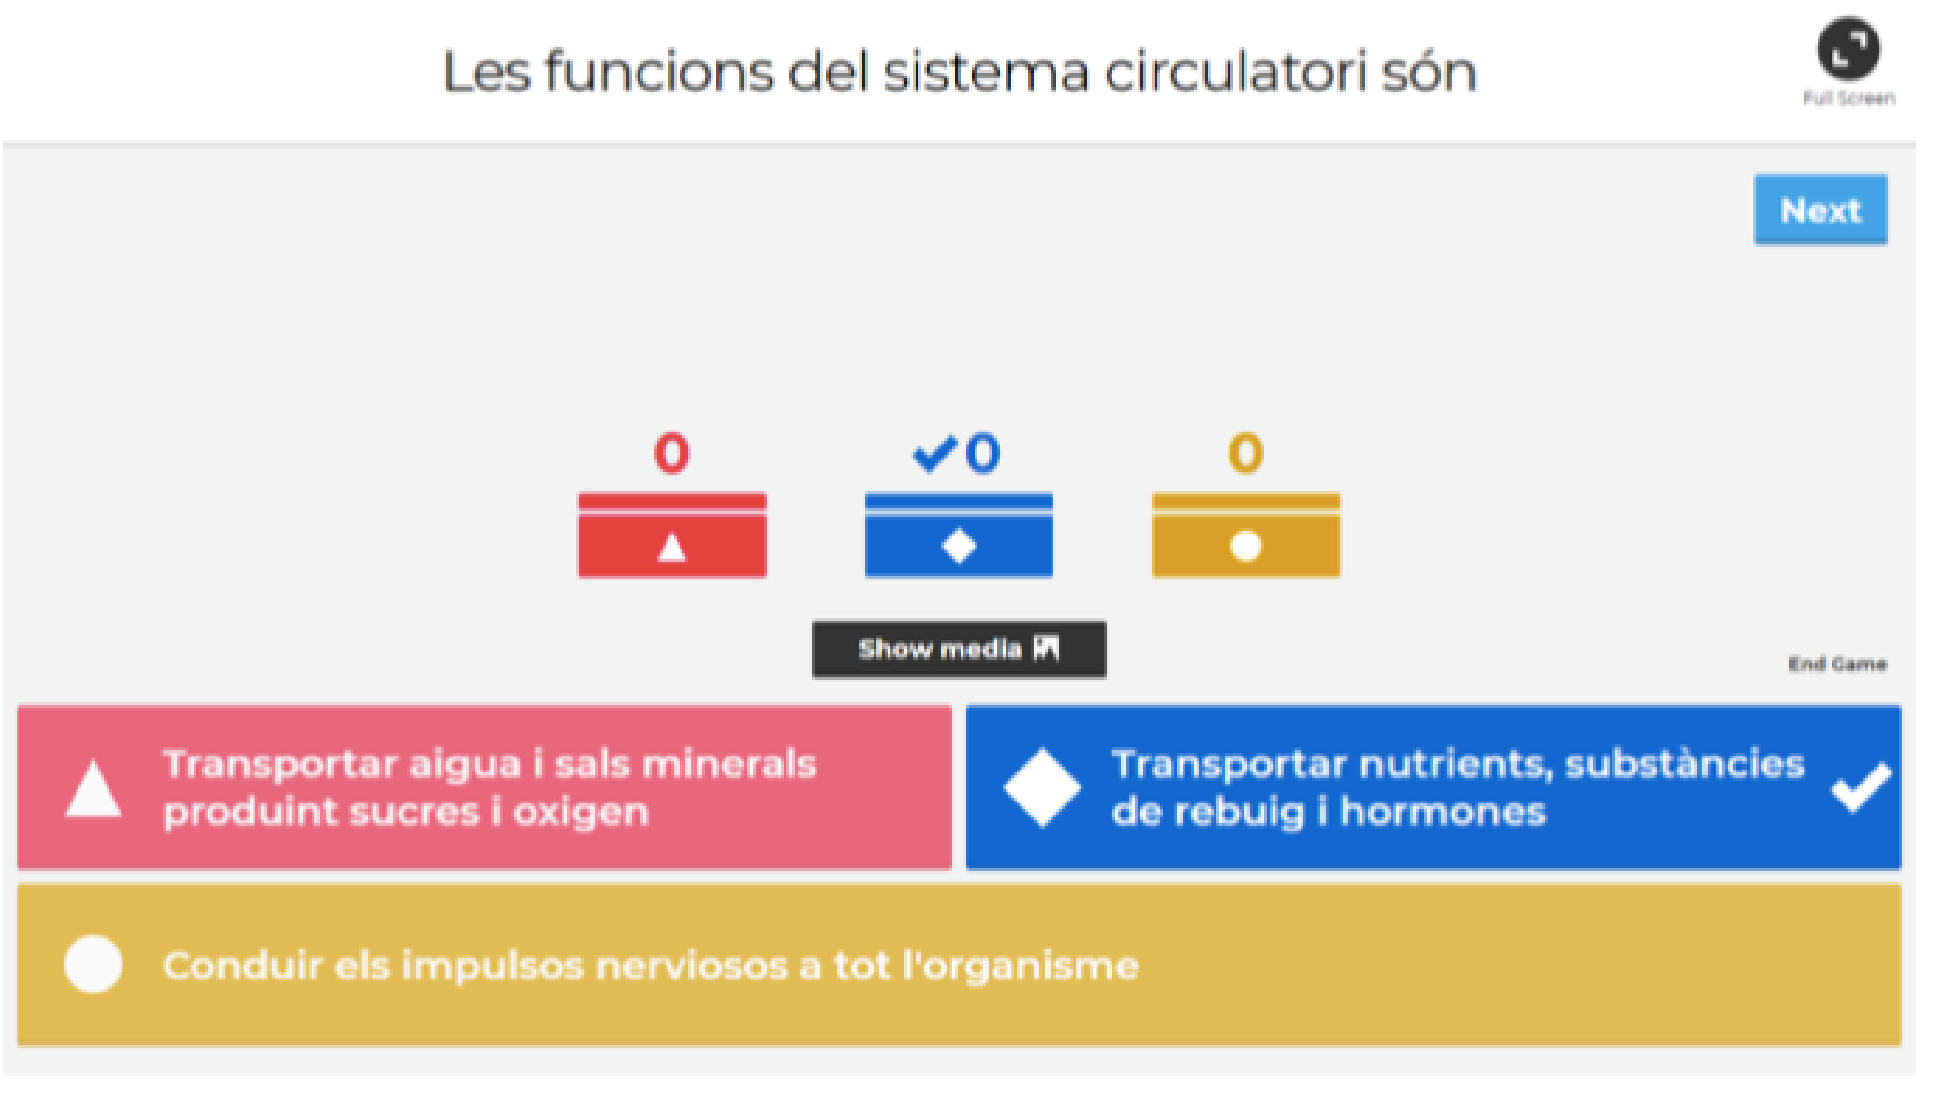 Les funcions del sistema circulatori són
Full Screen
Next
0
0
0
Show media
End Game
Transportar aigua i sals minerals
produint sucres i oxigen
Transportar nutrients, substàncies
de rebuig i hormones
Conduir els impulsos nerviosos a tot l'organisme